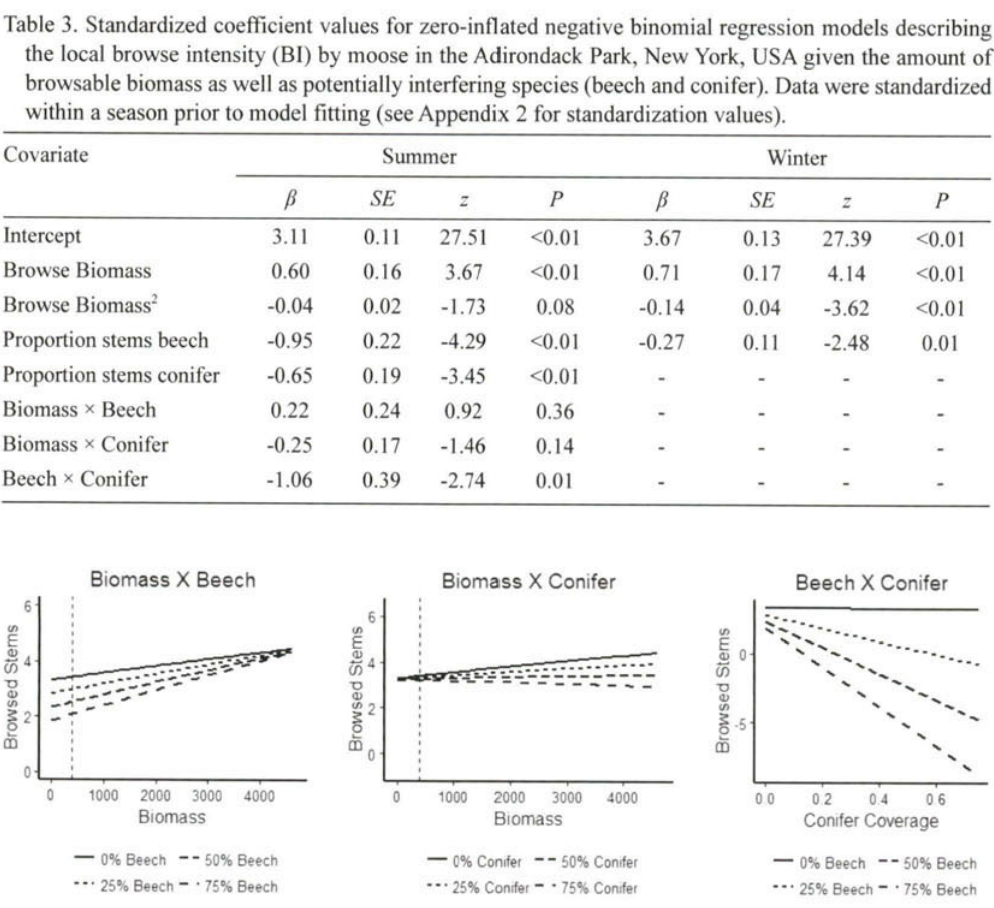 Table 3. Standardized coefficient values for zero-inflated negative binomial regression models describing
the local browse intensity (BI) by moose in the Adirondack Park, New York, USA given the amount of
browsable biomass as well as potentially interfering species (beech and conifer). Data were standardized
within a season prior to model fitting (see Appendix 2 for standardization values).
Covariate Summer Winter
β SE z P β SE z P
Intercept 3.11 0.11 27.51 <0.01 3.67 0.13 27.39 <0.01
Browse Biomass 0.60 0.16 3.67 <0.01 0.71 0.17 4.14 <0.01
Browse Biomass² -0.04 0.02 -1.73 0.08 -0.14 0.04 -3.62 <0.01
Proportion stems beech -0.95 0.22 -4.29 <0.01 -0.27 0.11 -2.48 0.01
Proportion stems conifer -0.65 0.19 -3.45 <0.01 - - - -
Biomass × Beech 0.22 0.24 0.92 0.36 - - - -
Biomass × Conifer -0.25 0.17 -1.46 0.14 - - - -
Beech × Conifer -1.06 0.39 -2.74 0.01 - - - -
Biomass X Beech
Browsed Stems
6
4
2
0
0 1000 2000 3000 4000
Biomass
0% Beech 50% Beech
25% Beech 75% Beech
Biomass X Conifer
Browsed Stems
6
4
2
0
0 1000 2000 3000 4000
Biomass
0% Conifer 50% Conifer
25% Conifer 75% Conifer
Beech X Conifer
Browsed Stems
0
-5
0.0 0.2 0.4 0.6
Conifer Coverage
0% Beech 50% Beech
25% Beech 75% Beech